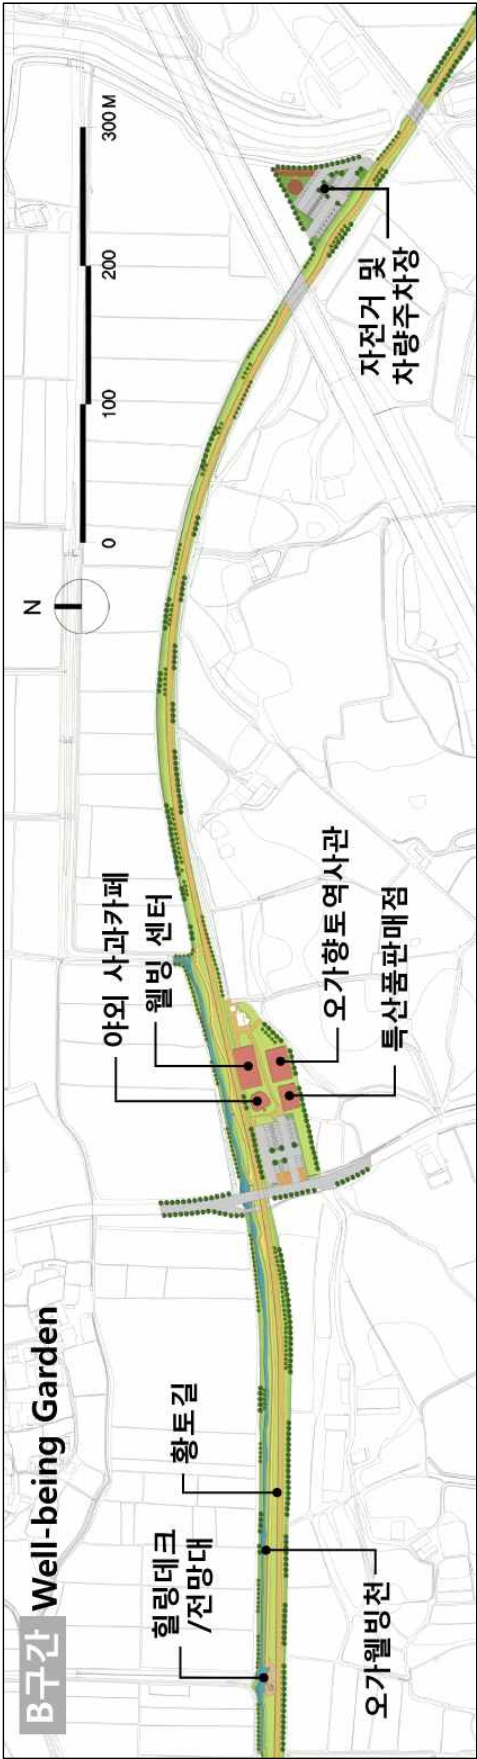 B구간 Well-being Garden
힐링데크
/전망대
황토길
오가웰빙천
야외 사과카페
웰빙 센터
오가향토역사관
특산품판매점
N
0
100
200
300 M
자전거 및
차량주차장